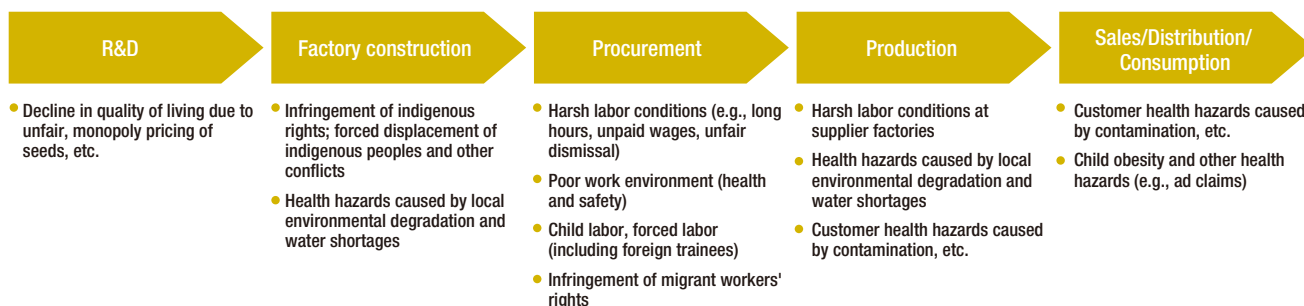 R&D
Factory construction
Procurement
Production
Sales/Distribution/
Consumption
• Decline in quality of living due to
unfair, monopoly pricing of
seeds, etc.
• Infringement of indigenous
rights; forced displacement of
indigenous peoples and other
conflicts
• Health hazards caused by local
environmental degradation and
water shortages
• Harsh labor conditions (e.g., long
hours, unpaid wages, unfair
dismissal)
• Poor work environment (health
and safety)
• Child labor, forced labor
(including foreign trainees)
• Infringement of migrant workers'
rights
• Harsh labor conditions at
supplier factories
• Health hazards caused by local
environmental degradation and
water shortages
• Customer health hazards caused
by contamination, etc.
• Customer health hazards caused
by contamination, etc.
• Child obesity and other health
hazards (e.g., ad claims)